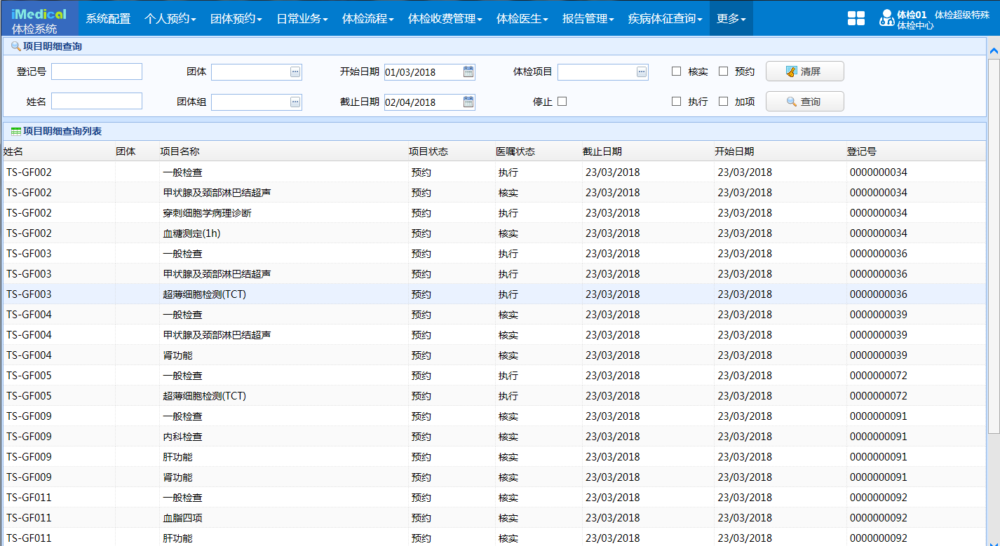 iMedical
体检系统
系统配置 个人预约 团体预约 日常业务 体检流程 体检收费管理 体检医生 报告管理 疾病体征查询 更多
体检01 体检超级特殊
体检中心
项目明细查询
登记号 团体 开始日期 01/03/2018 体检项目 核实 预约 清屏
姓名 团体组 截止日期 02/04/2018 停止 执行 加项 查询
项目明细查询列表
姓名 团体 项目名称 项目状态 医嘱状态 截止日期 开始日期 登记号
TS-GF002 一般检查 预约 执行 23/03/2018 23/03/2018 0000000034
TS-GF002 甲状腺及颈部淋巴结超声 预约 核实 23/03/2018 23/03/2018 0000000034
TS-GF002 穿刺细胞学病理诊断 预约 执行 23/03/2018 23/03/2018 0000000034
TS-GF002 血糖测定(1h) 预约 核实 23/03/2018 23/03/2018 0000000034
TS-GF003 一般检查 预约 执行 23/03/2018 23/03/2018 0000000036
TS-GF003 甲状腺及颈部淋巴结超声 预约 执行 23/03/2018 23/03/2018 0000000036
TS-GF003 超薄细胞检测(TCT) 预约 执行 23/03/2018 23/03/2018 0000000036
TS-GF004 一般检查 预约 核实 23/03/2018 23/03/2018 0000000039
TS-GF004 甲状腺及颈部淋巴结超声 预约 核实 23/03/2018 23/03/2018 0000000039
TS-GF004 肾功能 预约 核实 23/03/2018 23/03/2018 0000000039
TS-GF005 一般检查 预约 执行 23/03/2018 23/03/2018 0000000072
TS-GF005 超薄细胞检测(TCT) 预约 执行 23/03/2018 23/03/2018 0000000072
TS-GF009 一般检查 预约 核实 23/03/2018 23/03/2018 0000000091
TS-GF009 内科检查 预约 核实 23/03/2018 23/03/2018 0000000091
TS-GF009 肝功能 预约 核实 23/03/2018 23/03/2018 0000000091
TS-GF009 肾功能 预约 核实 23/03/2018 23/03/2018 0000000091
TS-GF011 一般检查 预约 核实 23/03/2018 23/03/2018 0000000092
TS-GF011 血脂四项 预约 核实 23/03/2018 23/03/2018 0000000092
TS-GF011 肝功能 预约 核实 23/03/2018 23/03/2018 0000000092